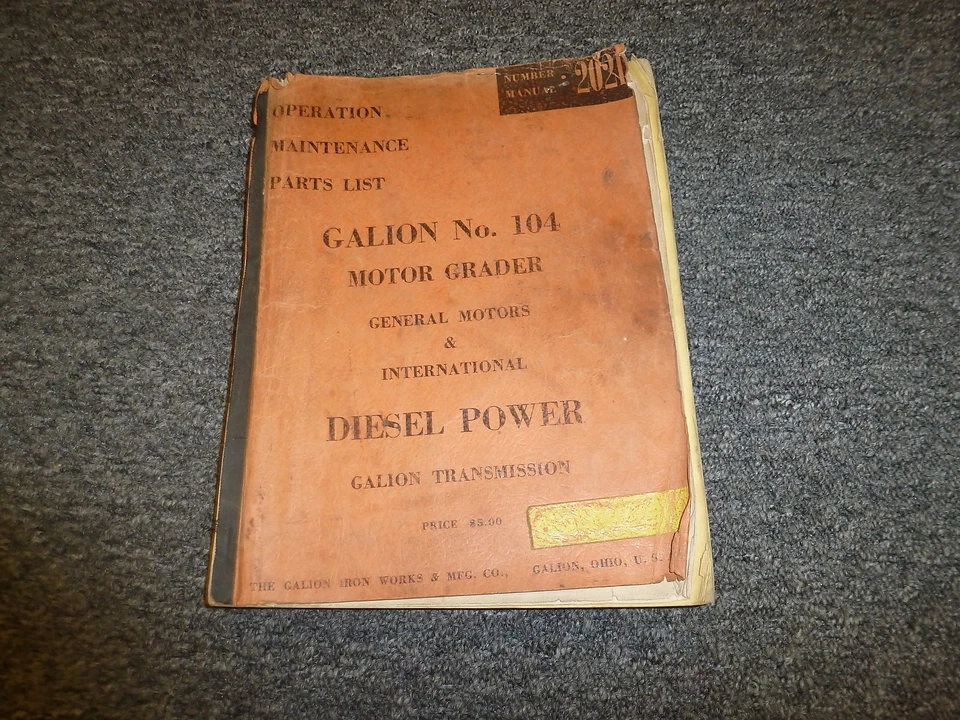 NUMBER
MANUAL
OPERATION,
MAINTENANCE
PARTS LIST
GALION No. 104
MOTOR GRADER
GENERAL MOTORS
&
INTERNATIONAL
DIESEL POWER
GALION TRANSMISSION
PRICE $5.00
THE GALION IRON WORKS & MFG. CO., GALION, OHIO, U. S.